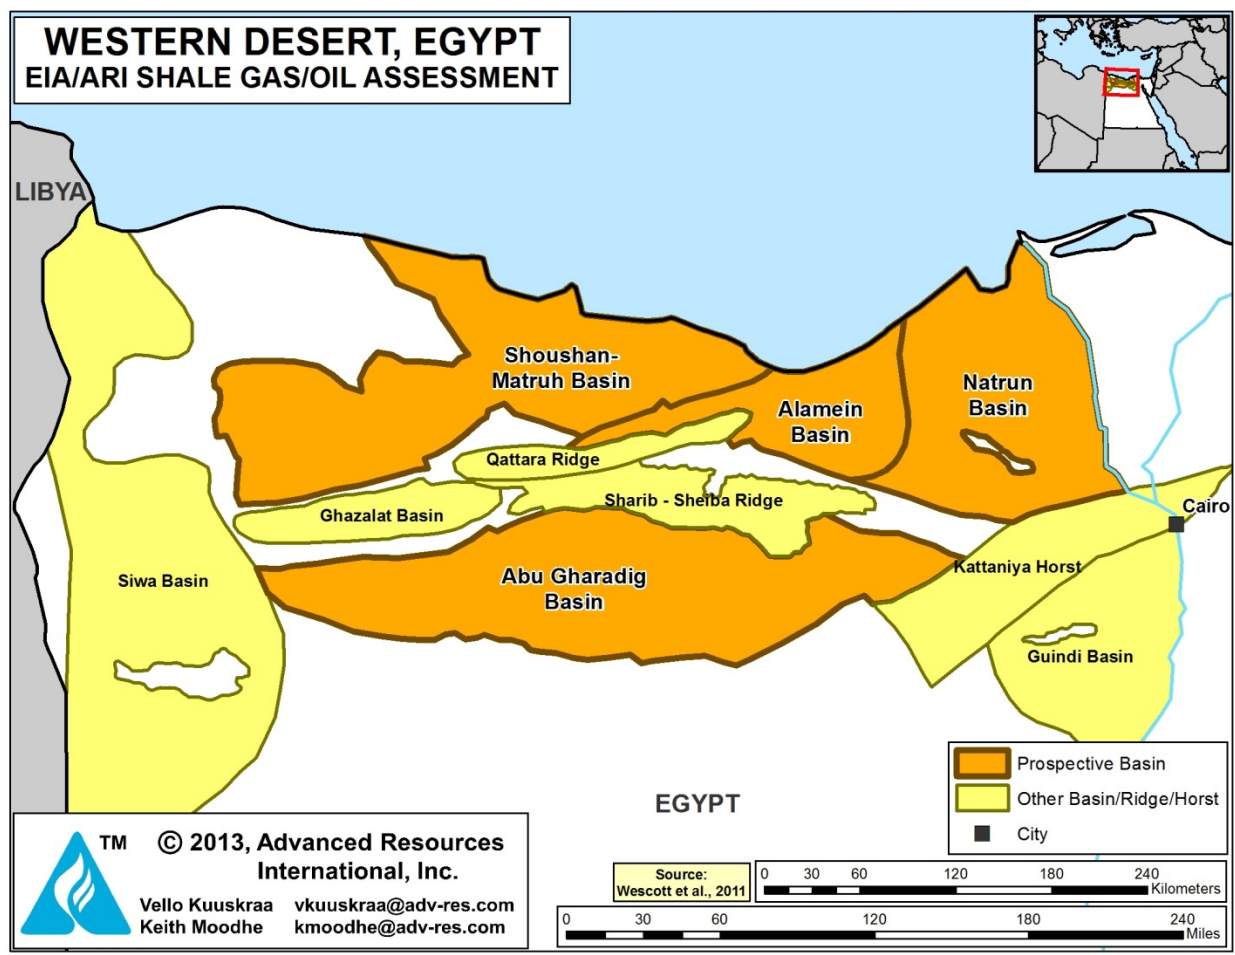 WESTERN DESERT, EGYPT
EIA/ARI SHALE GAS/OIL ASSESSMENT
LIBYA
Shoushan-
Matruh Basin
Natrun
Basin
Alamein
Basin
Qattara Ridge
Sharib - Sheiba Ridge
Cairo
Ghazalat Basin
Kattaniya Horst
Siwa Basin
Abu Gharadig
Basin
Guindi Basin
Prospective Basin
Other Basin/Ridge/Horst
City
EGYPT
TM
© 2013, Advanced Resources
International, Inc.
Vello Kuuskraa vkuuskraa@adv-res.com
Keith Moodhe kmoodhe@adv-res.com
Source:
Wescott et al., 2011
0 30 60 120 180 240
Kilometers
0 30 60 120 180 240
Miles